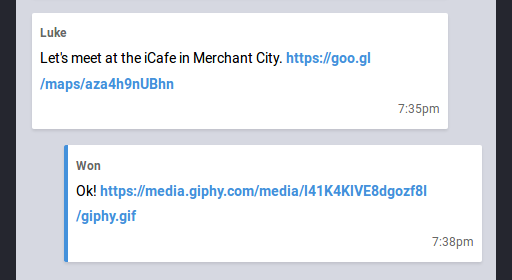 Luke
Let's meet at the iCafe in Merchant City. https://goo.gl
/maps/aza4h9nUBhn
7:35pm
Won
Ok! https://media.giphy.com/media/l41K4KIVE8dgozf8I
/giphy.gif
7:38pm